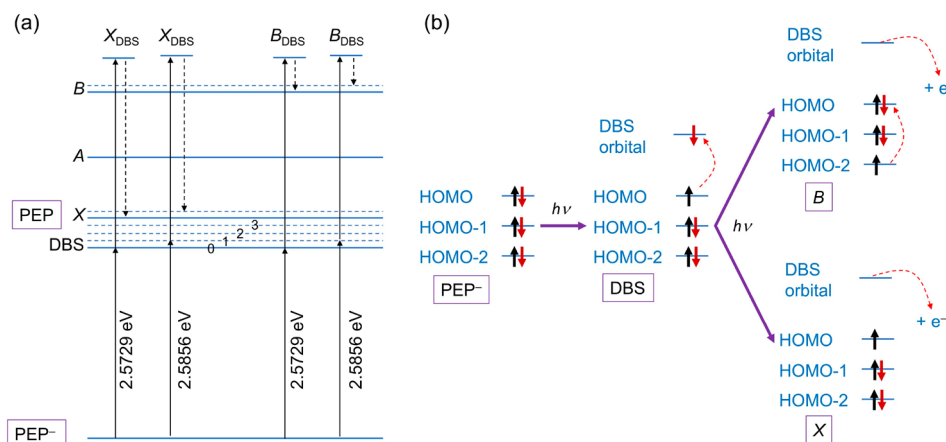 (a)
X_DBS X_DBS B_DBS B_DBS
B
A
PEP X
DBS 0 1 2 3
2.5729 eV
2.5856 eV
2.5729 eV
2.5856 eV
PEP⁻
(b)
HOMO
HOMO-1
HOMO-2
PEP⁻
hν
DBS
orbital
HOMO
HOMO-1
HOMO-2
DBS
hν
DBS
orbital
+ e
HOMO
HOMO-1
HOMO-2
B
DBS
orbital
+ e⁻
HOMO
HOMO-1
HOMO-2
X